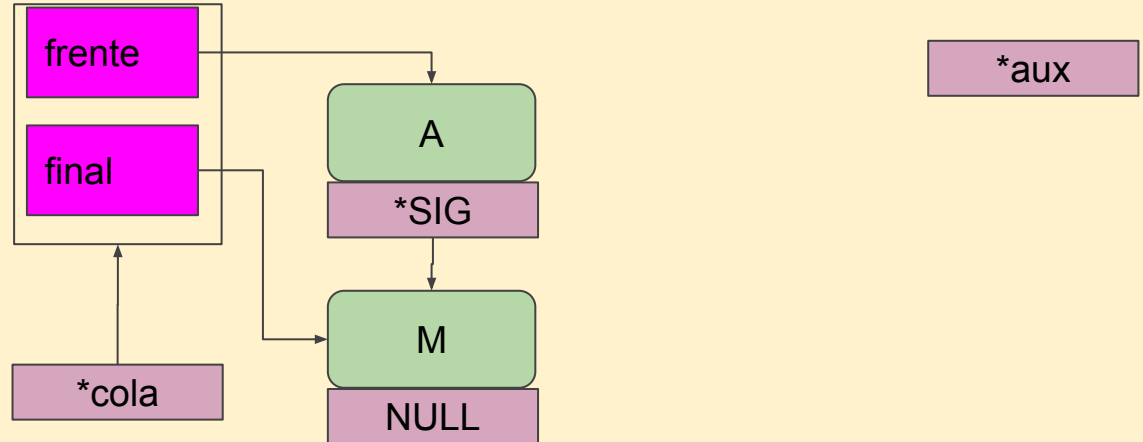 frente
*aux
A
final
*SIG
M
*cola
NULL